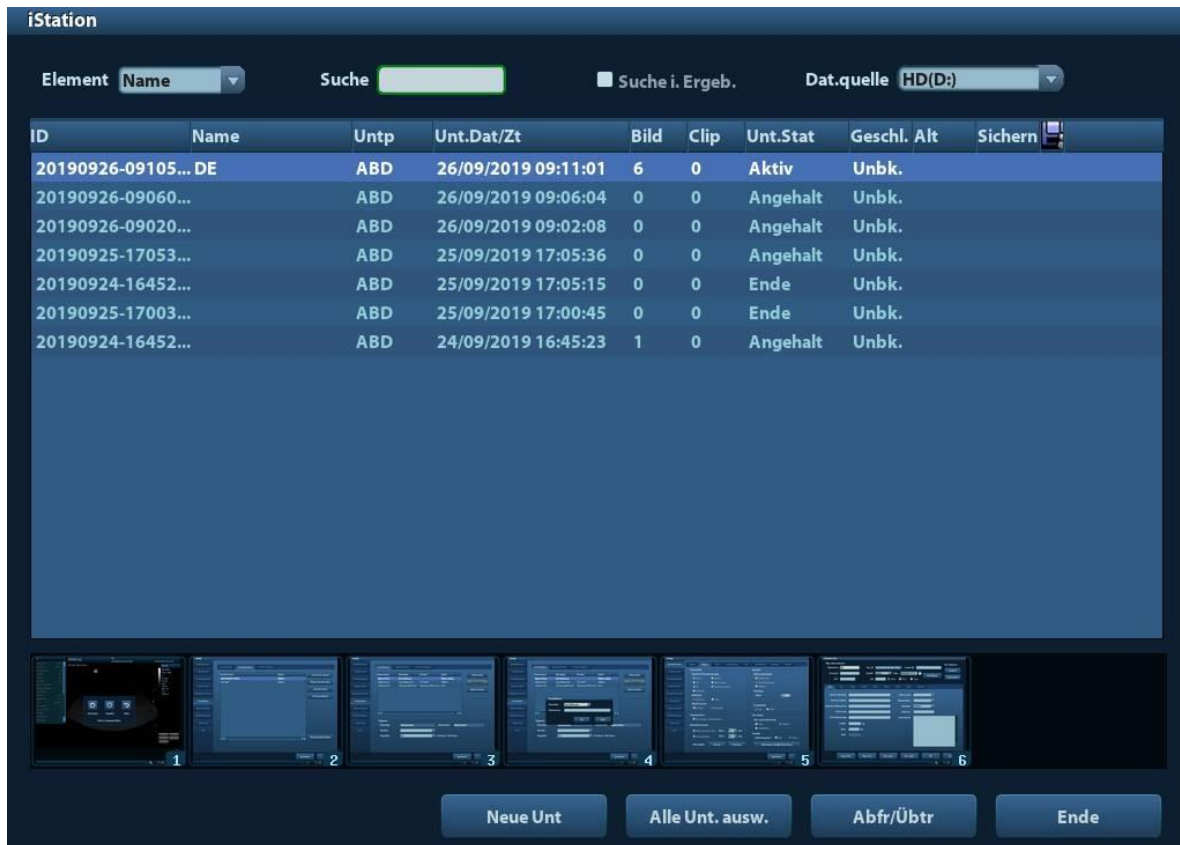 iStation
Element Name Suche Suche i. Ergeb. Dat.quelle HD(D:)
ID Name Untp Unt.Dat/Zt Bild Clip Unt.Stat Geschl. Alt Sichern
20190926-09105... DE ABD 26/09/2019 09:11:01 6 0 Aktiv Unbk.
20190926-09060... ABD 26/09/2019 09:06:04 0 0 Angehalt Unbk.
20190926-09020... ABD 26/09/2019 09:02:08 0 0 Angehalt Unbk.
20190925-17053... ABD 25/09/2019 17:05:36 0 0 Angehalt Unbk.
20190924-16452... ABD 25/09/2019 17:05:15 0 0 Ende Unbk.
20190925-17003... ABD 25/09/2019 17:00:45 0 0 Ende Unbk.
20190924-16452... ABD 24/09/2019 16:45:23 1 0 Angehalt Unbk.
1 2 3 4 5 6
Neue Unt Alle Unt. ausw. Abfr/Übtr Ende